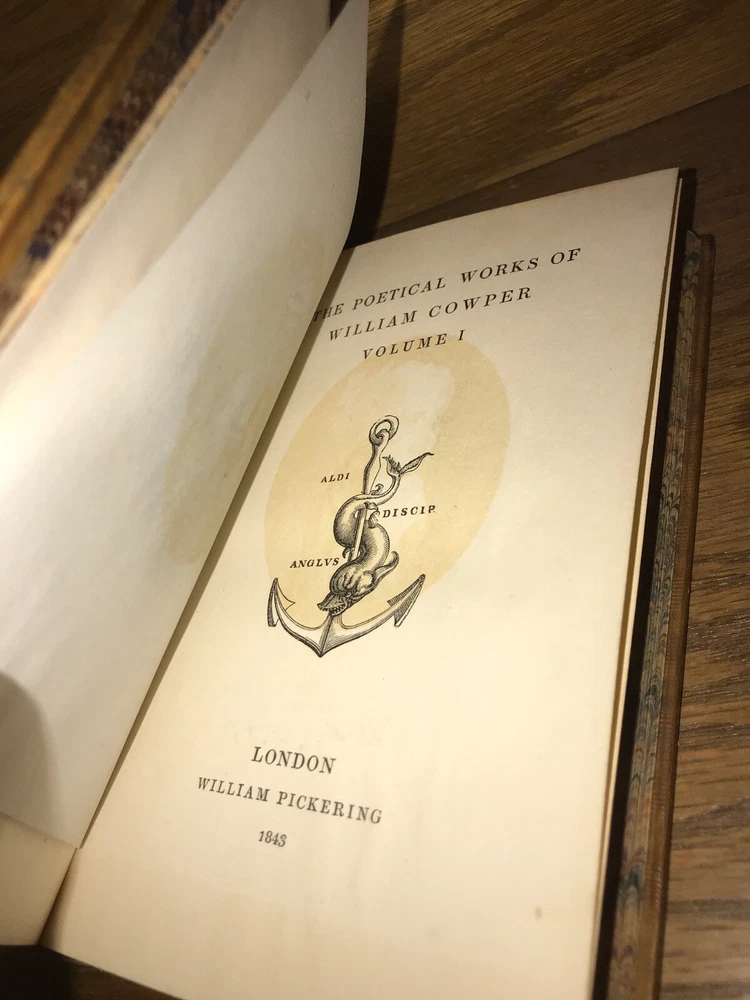 THE POETICAL WORKS OF
WILLIAM COWPER
VOLUME I
ALDI
DISCIP.
ANGLVS
LONDON
WILLIAM PICKERING
1843